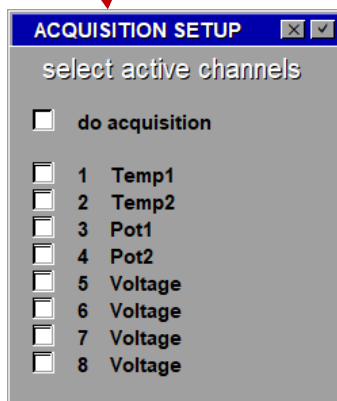 ACQUISITION SETUP
select active channels
do acquisition
1 Temp1
2 Temp2
3 Pot1
4 Pot2
5 Voltage
6 Voltage
7 Voltage
8 Voltage